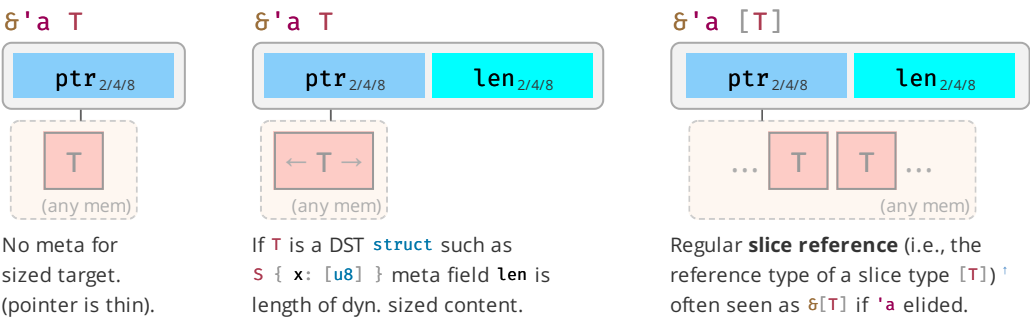 &'a T
ptr2/4/8
T
(any mem)
No meta for
sized target.
(pointer is thin).
&'a T
ptr2/4/8 len2/4/8
← T →
(any mem)
If T is a DST struct such as
S { x: [u8] } meta field len is
length of dyn. sized content.
&'a [T]
ptr2/4/8 len2/4/8
... T T ...
(any mem)
Regular slice reference (i.e., the
reference type of a slice type [T]) ↑
often seen as &[T] if 'a elided.